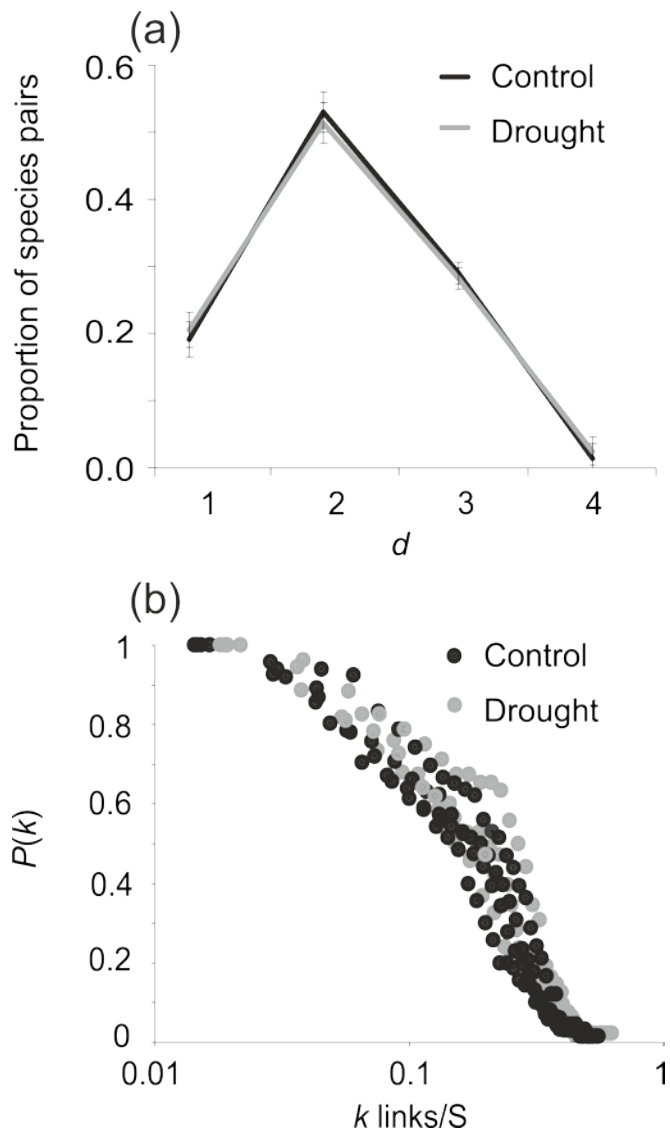 (a)
Proportion of species pairs
0.6
0.4
0.2
0.0
Control
Drought
1 2 3 4
d
(b)
P(k)
1
0.8
0.6
0.4
0.2
0
Control
Drought
0.01 0.1 1
k links/S